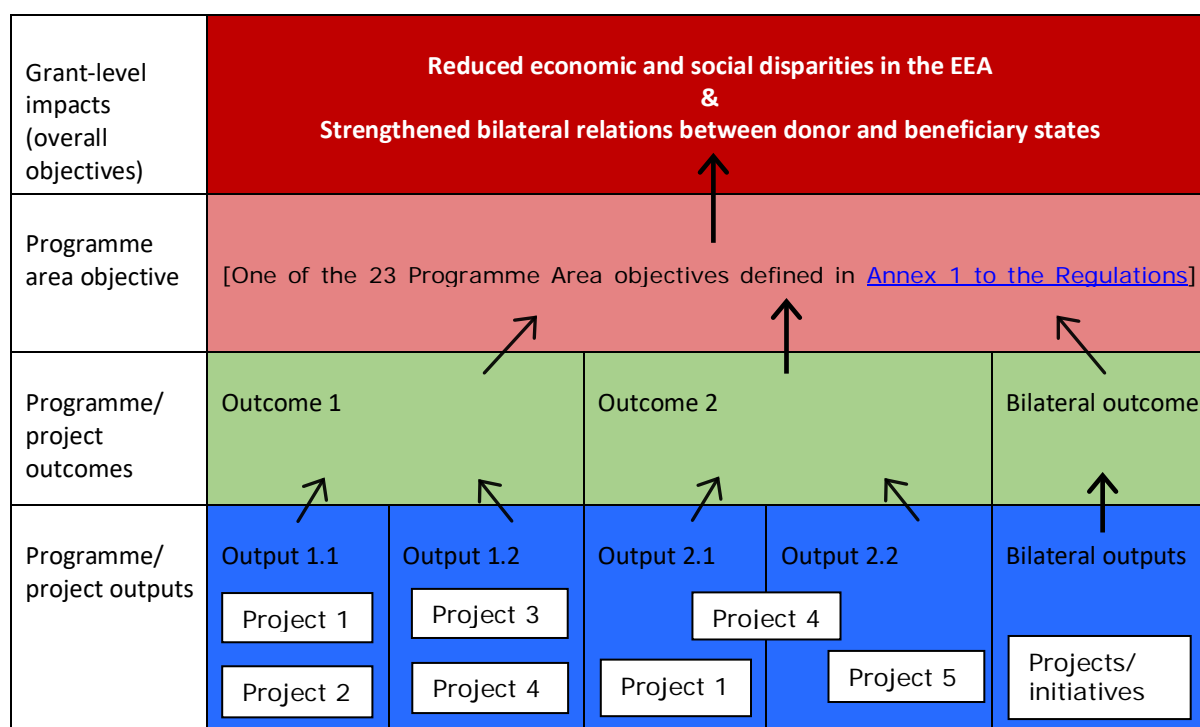 Grant-level
impacts
(overall
objectives)
Reduced economic and social disparities in the EEA
&
Strengthened bilateral relations between donor and beneficiary states
Programme
area objective
[One of the 23 Programme Area objectives defined in Annex 1 to the Regulations]
Programme/
project
outcomes
Outcome 1
Outcome 2
Bilateral outcome
Programme/
project outputs
Output 1.1
Output 1.2
Output 2.1
Output 2.2
Bilateral outputs
Project 1
Project 3
Project 4
Project 2
Project 4
Project 1
Project 5
Projects/
initiatives